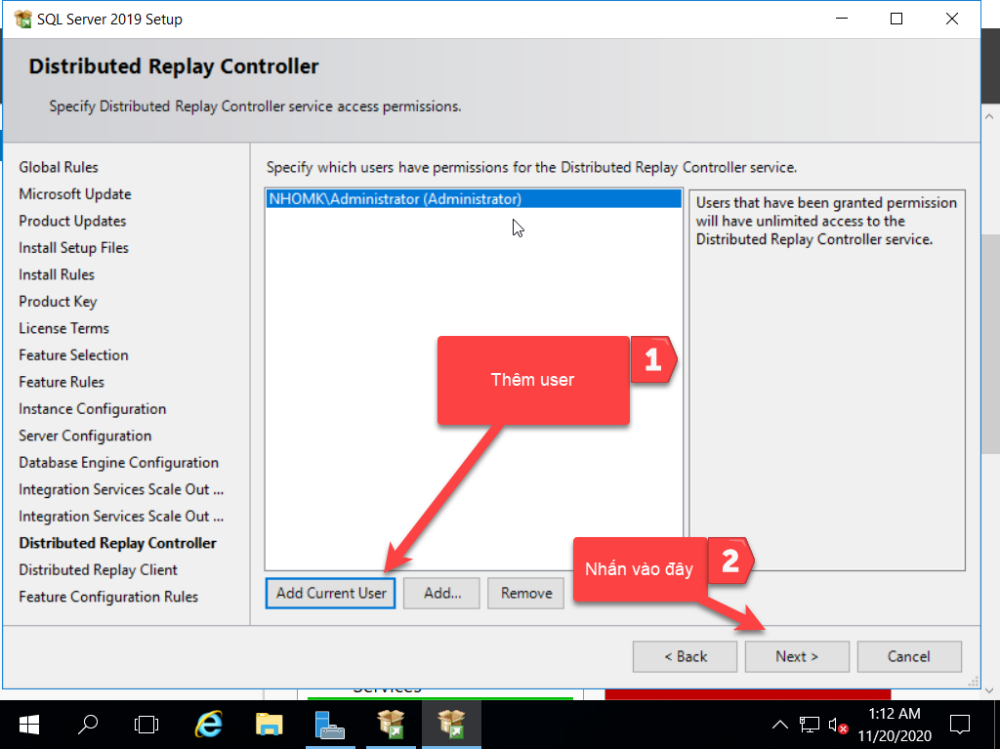 SQL Server 2019 Setup
Distributed Replay Controller
Specify Distributed Replay Controller service access permissions.
Global Rules
Microsoft Update
Product Updates
Install Setup Files
Install Rules
Product Key
License Terms
Feature Selection
Feature Rules
Instance Configuration
Server Configuration
Database Engine Configuration
Integration Services Scale Out ...
Integration Services Scale Out ...
Distributed Replay Controller
Distributed Replay Client
Feature Configuration Rules
Specify which users have permissions for the Distributed Replay Controller service.
NHOMK\Administrator (Administrator)
Users that have been granted permission
will have unlimited access to the
Distributed Replay Controller service.
1
Thêm user
2
Nhấn vào đây
Add Current User
Add...
Remove
< Back
Next >
Cancel
Services
1:12 AM
11/20/2020